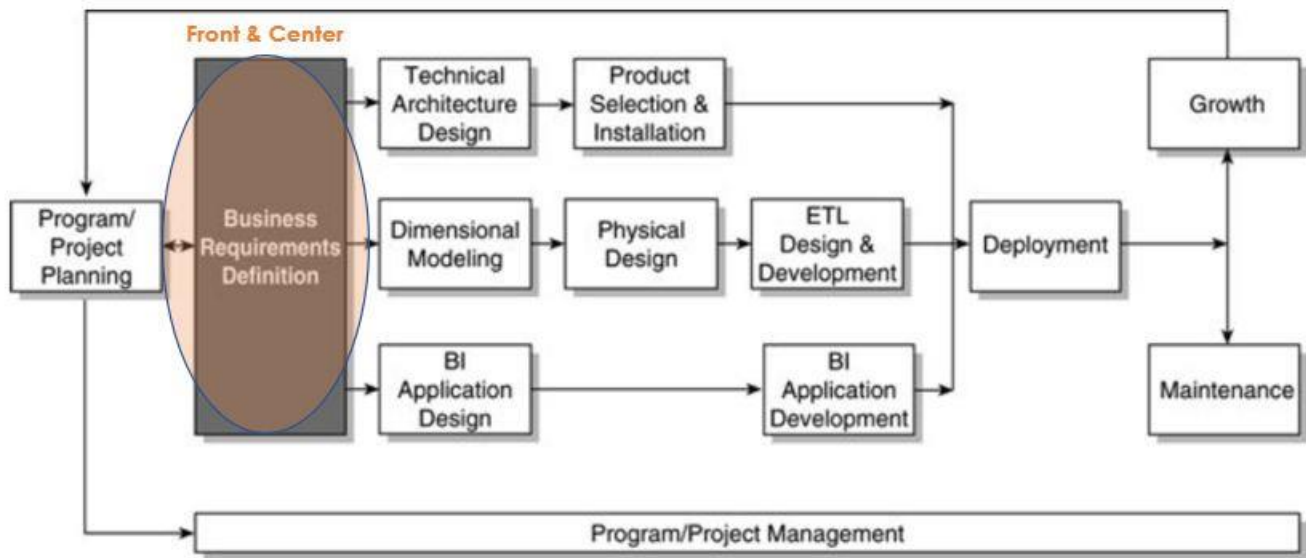 Front & Center
Technical
Architecture
Design
Product
Selection &
Installation
Growth
Program/
Project
Planning
Business
Requirements
Definition
Dimensional
Modeling
Physical
Design
ETL
Design &
Development
Deployment
BI
Application
Design
BI
Application
Development
Maintenance
Program/Project Management